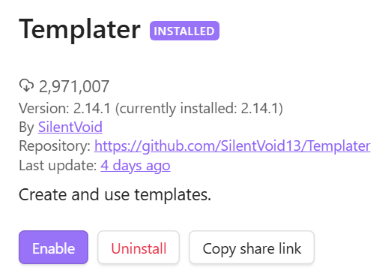 Templater INSTALLED
2,971,007
Version: 2.14.1 (currently installed: 2.14.1)
By SilentVoid
Repository: https://github.com/SilentVoid13/Templater
Last update: 4 days ago
Create and use templates.
Enable Uninstall Copy share link